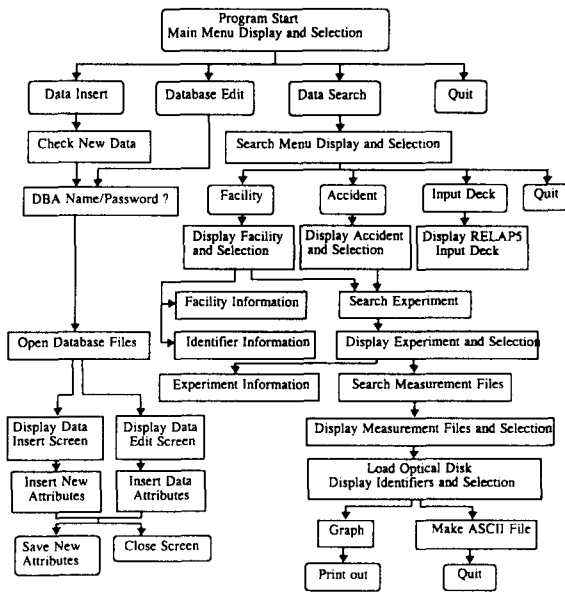 Program Start
Main Menu Display and Selection
Data Insert
Database Edit
Data Search
Quit
Check New Data
Search Menu Display and Selection
DBA Name/Password ?
Facility
Accident
Input Deck
Quit
Display Facility
and Selection
Display Accident
and Selection
Display RELAP5
Input Deck
Facility Information
Search Experiment
Open Database Files
Identifier Information
Display Experiment and Selection
Experiment Information
Search Measurement Files
Display Data
Insert Screen
Display Data
Edit Screen
Display Measurement Files and Selection
Insert New
Attributes
Insert Data
Attributes
Load Optical Disk
Display Identifiers and Selection
Save New
Attributes
Close Screen
Graph
Make ASCII File
Print out
Quit